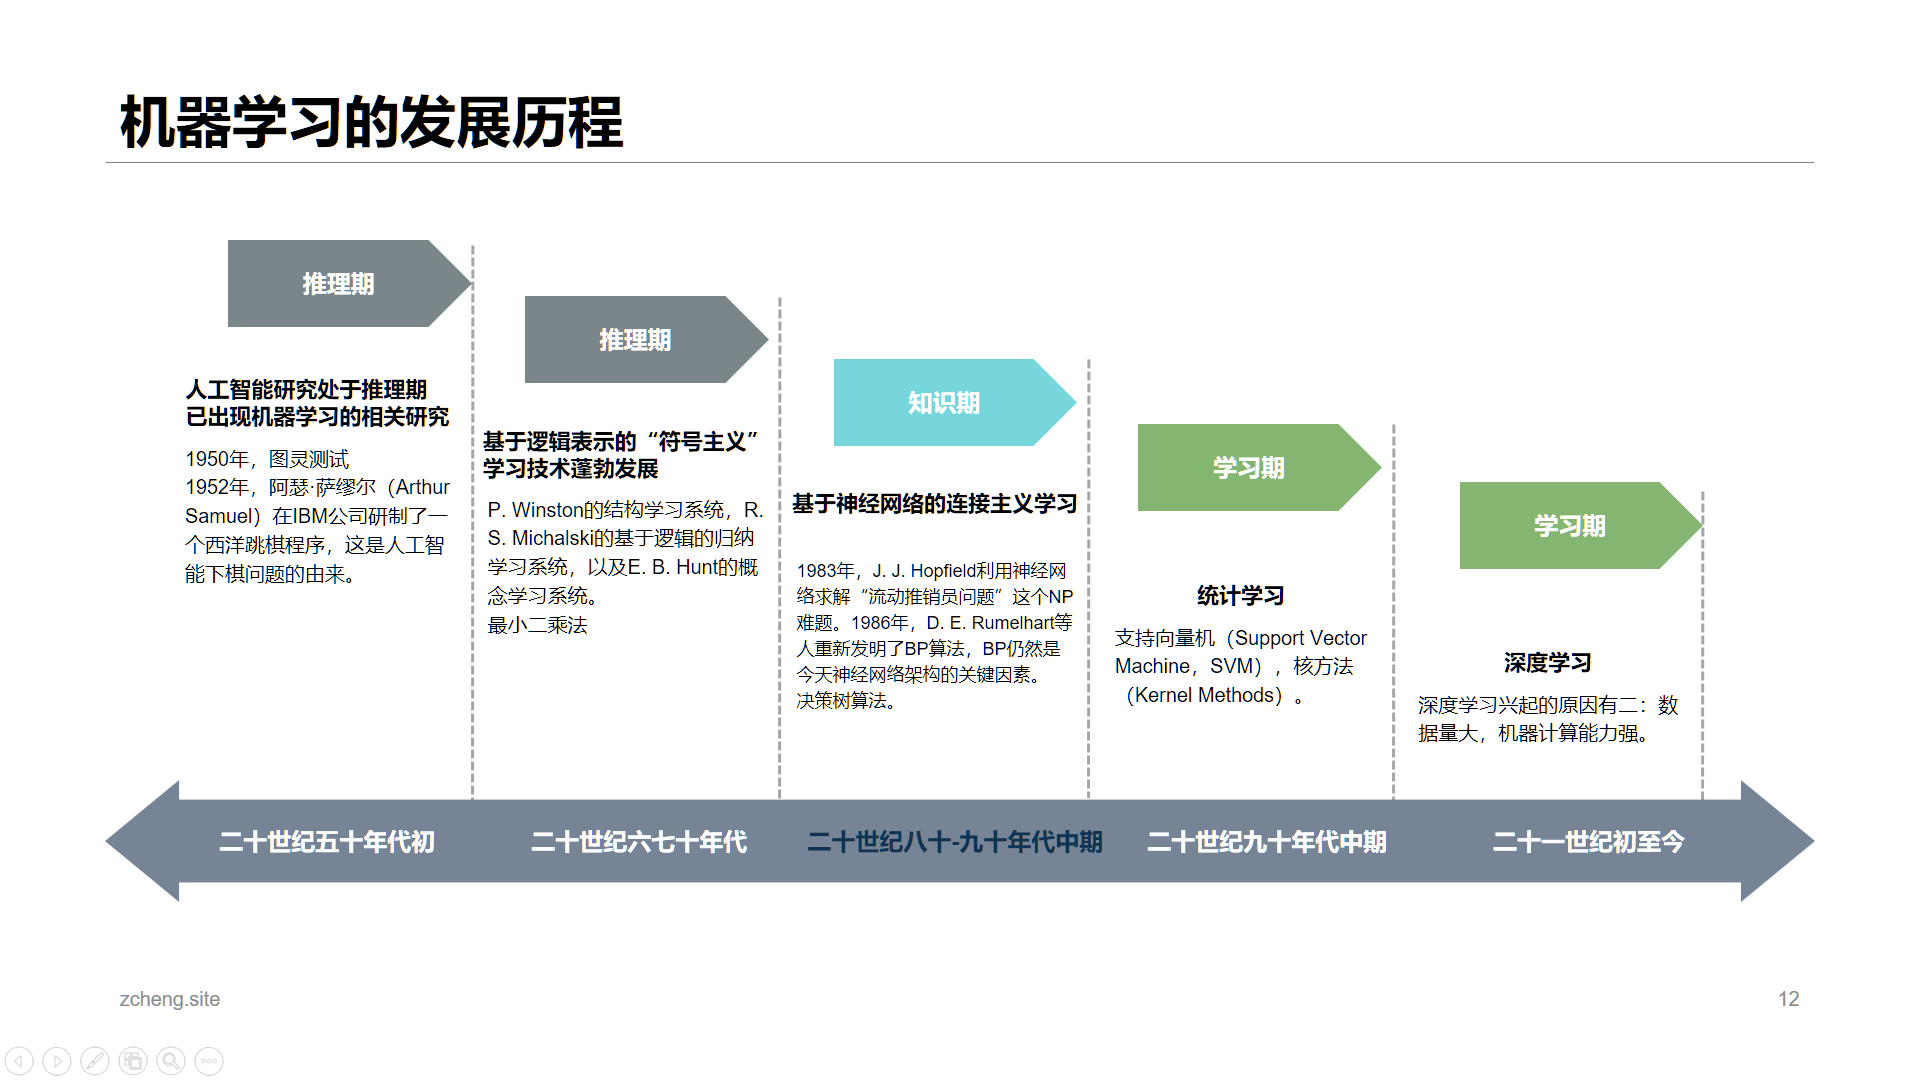 机器学习的发展历程
推理期
人工智能研究处于推理期
已出现机器学习的相关研究
1950年，图灵测试
1952年，阿瑟·萨缪尔（Arthur
Samuel）在IBM公司研制了一
个西洋跳棋程序，这是人工智
能下棋问题的由来。
推理期
基于逻辑表示的“符号主义”
学习技术蓬勃发展
P. Winston的结构学习系统，R.
S. Michalski的基于逻辑的归纳
学习系统，以及E. B. Hunt的概
念学习系统。
最小二乘法
知识期
基于神经网络的连接主义学习
1983年，J. J. Hopfield利用神经网
络求解“流动推销员问题”这个NP
难题。1986年，D. E. Rumelhart等
人重新发明了BP算法，BP仍然是
今天神经网络架构的关键因素。
决策树算法。
学习期
统计学习
支持向量机（Support Vector
Machine，SVM），核方法
（Kernel Methods）。
学习期
深度学习
深度学习兴起的原因有二：数
据量大，机器计算能力强。
二十世纪五十年代初
二十世纪六七十年代
二十世纪八十-九十年代中期
二十世纪九十年代中期
二十一世纪初至今
zcheng.site
12